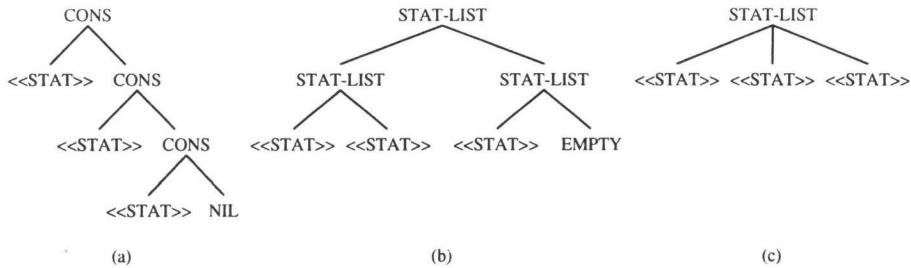 CONS STAT-LIST STAT-LIST
<<STAT>> CONS STAT-LIST STAT-LIST <<STAT>> <<STAT>> <<STAT>>
<<STAT>> CONS <<STAT>> <<STAT>> <<STAT>> EMPTY
<<STAT>> NIL
(a) (b) (c)